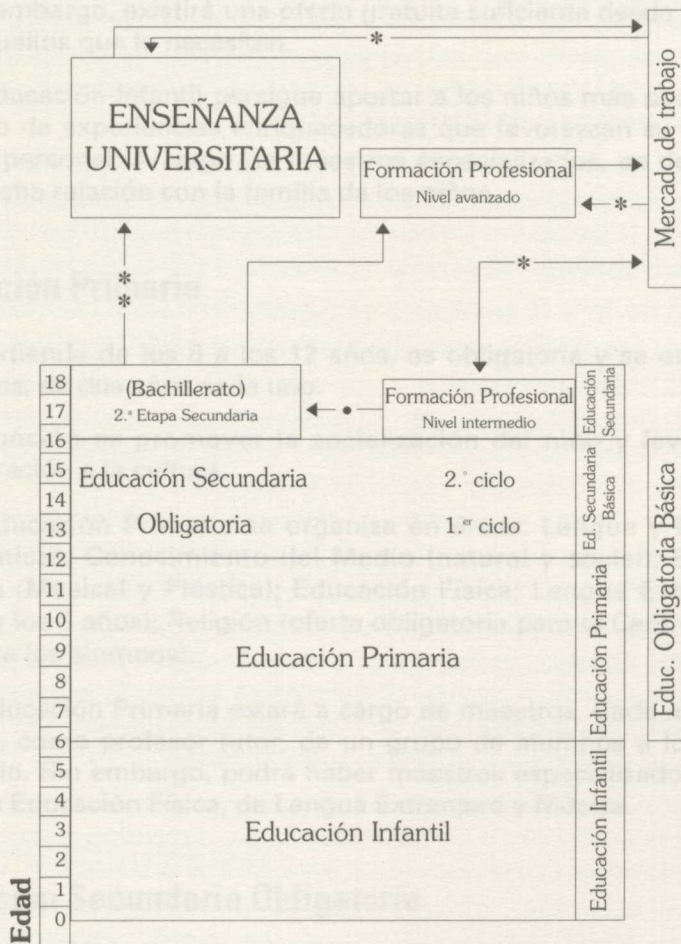 ENSEÑANZA
UNIVERSITARIA
Formación Profesional
Nivel avanzado
Mercado de trabajo
*
*
*
*
*
18
17
16
15
14
13
12
11
10
9
8
7
6
5
4
3
2
1
0
Edad
(Bachillerato)
2.ª Etapa Secundaria
Formación Profesional
Nivel intermedio
Educación Secundaria
Obligatoria
2.º ciclo
1.er ciclo
Educación Primaria
Educación Infantil
Educación
Secundaria
Ed. Secundaria
Básica
Educación Primaria
Educación Infantil
Educ. Obligatoria Básica